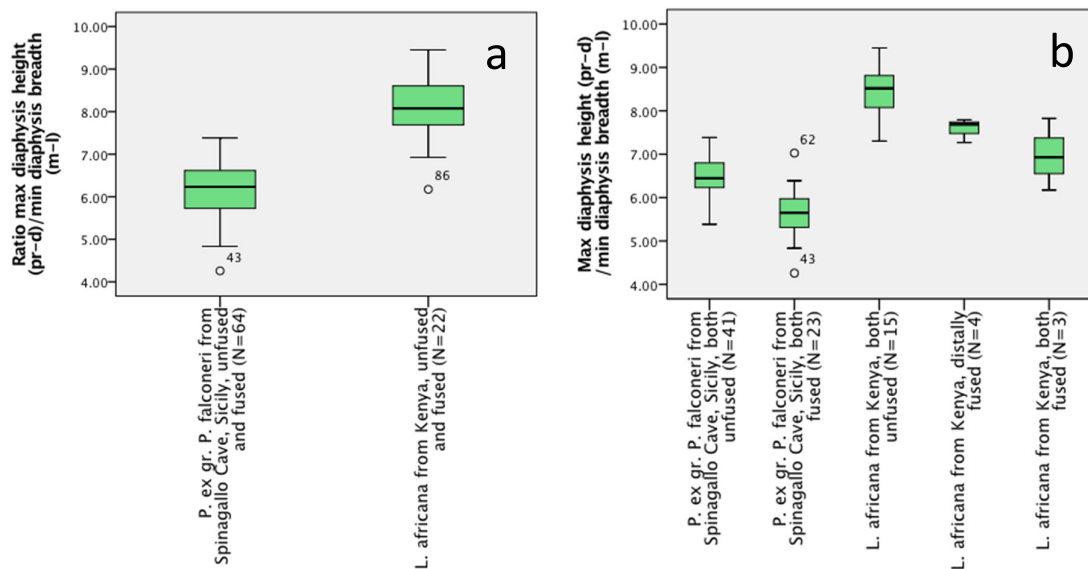 a
Ratio max diaphysis height
(pr-d)/min diaphysis breadth
(m-l)
10.00
9.00
8.00
7.00
6.00
5.00
4.00
86
43
P. ex gr. P. falconeri from
Spinagallo Cave, Sicily, unfused
and fused (N=64)
L. africana from Kenya, unfused
and fused (N=22)
b
Max diaphysis height (pr-d)
/min diaphysis breadth (m-l)
10.00
9.00
8.00
7.00
6.00
5.00
4.00
62
43
P. ex gr. P. falconeri from
Spinagallo Cave, Sicily, both
unfused (N=41)
P. ex gr. P. falconeri from
Spinagallo Cave, Sicily, both
fused (N=23)
L. africana from Kenya, both
unfused (N=15)
L. africana from Kenya, distally
fused (N=4)
L. africana from Kenya, both
fused (N=3)